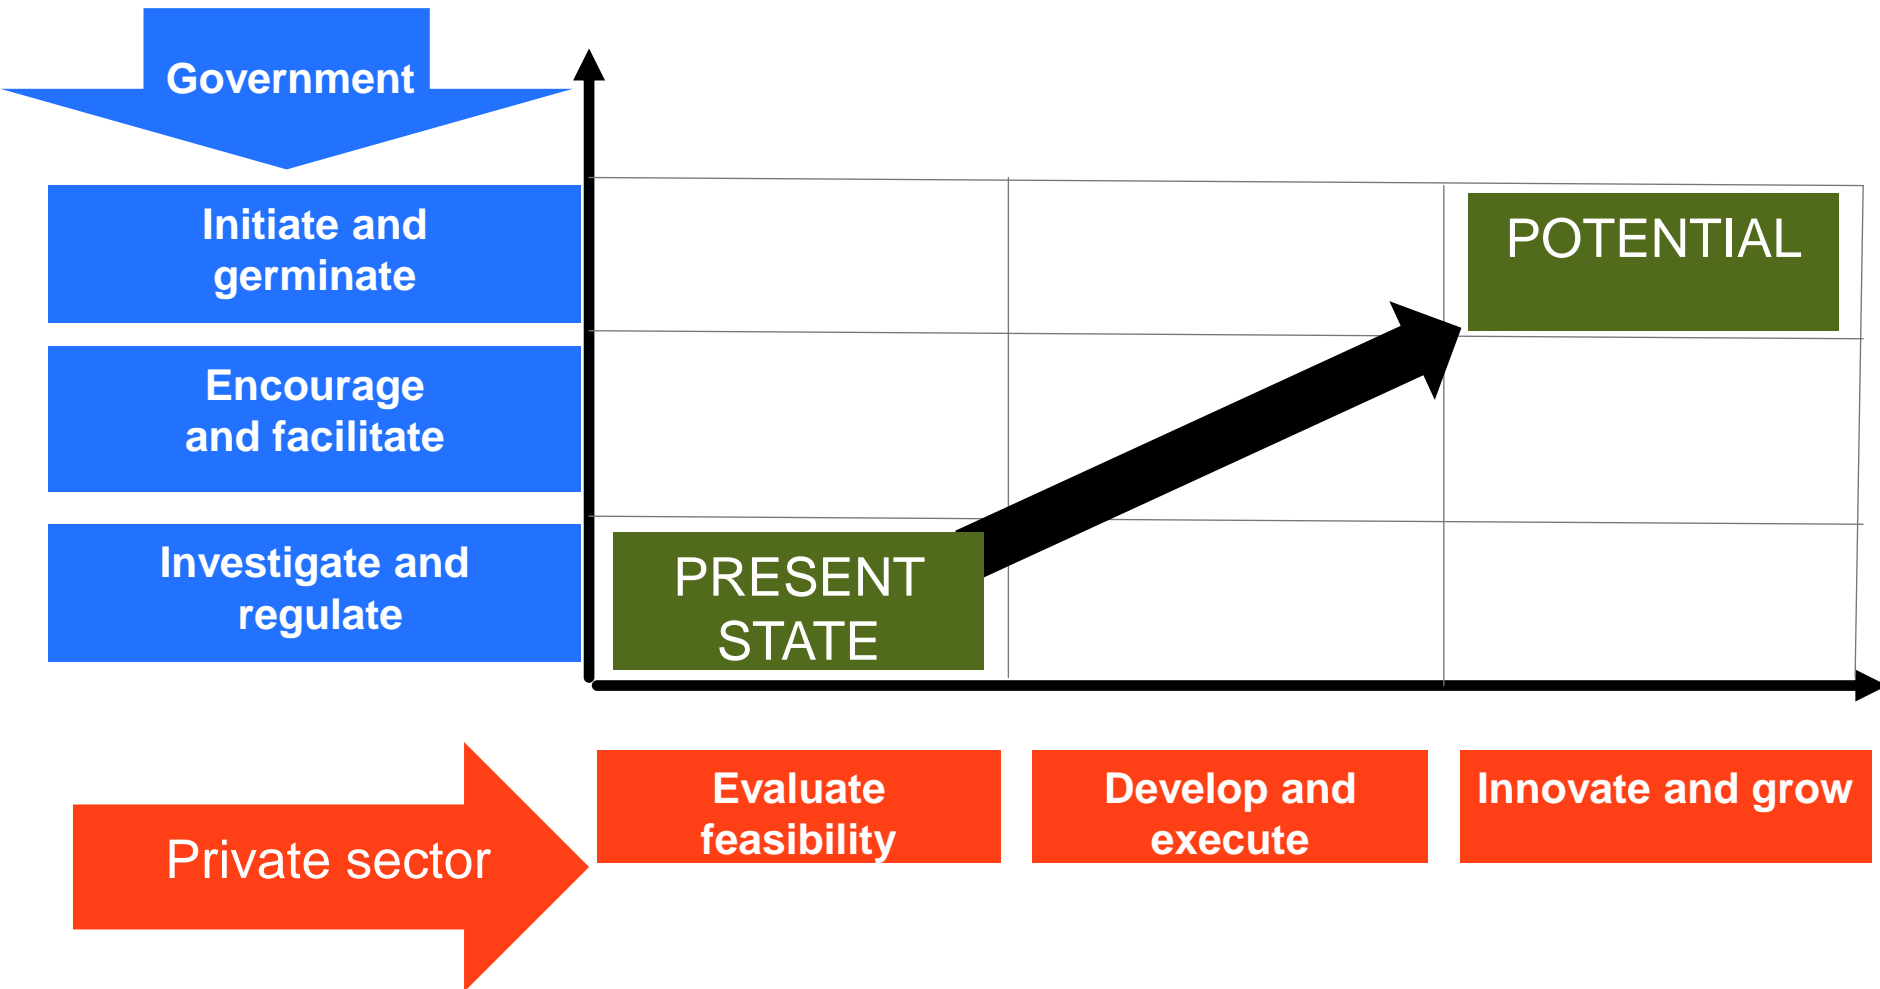 Government
Initiate and
germinate
POTENTIAL
Encourage
and facilitate
Investigate and
regulate
PRESENT
STATE
Private sector
Evaluate
feasibility
Develop and
execute
Innovate and grow